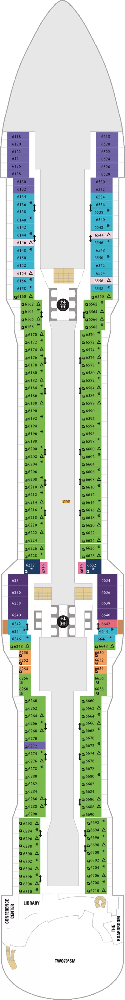 6118 6518
6120 6520
6122 6522
6124 6524
6126 6526
6128 6528
6130 6530
6132 6532
6134 6534
6136 * 6536
6138 6538 *
6140 * 6540
6142 6542 *
6144 * 6544 △
6146 △ 6546 *
6148 * 6548
6150 6550 *
6152 6552
6154 △ 6554
6156 * 6556 △
6158 * 6558 *
6160 △ 6560 △
6162 △ 6562 *
6164 * 6564 △
6166 △ 6566 △
6168 * 6568 *
6170 △ 6570 *
6172 * 6572 △
6174 △ 6574 *
6176 * 6576 △
6178 △ 6578 *
6180 * 6580 △
6182 △ 6582 *
6184 * 6584 △
6186 * 6586 *
6188 △ 6588 △
6190 6590
6192 * 6592
6194 6594 *
6196 * 6596
6198 6598 *
6200 * 6600 △
6202 △ 6602 *
6204 * 6604
6206 6606 *
6208 * 6608 △
6210 △ 6610 *
6212 * 6612
6214 △ CDP 6614 *
6216 * 6616 △
6218 △ 6618 *
6220 * 6620 △
6222 △ 6622
6224 6624 △
6226 △ 6626 *
6228 * 6628 △
6232 * 6230 6630 6632 *
6234 6634
6236 6636
6238 6638
6240 6640
6242 6642
6244 * 6644 *
6246 * 6646 *
6248 △ 6648 △
6250 6650
6252 6652
6254 6654
6256 6656
6258 6658
6260 6660
6262 6662 △
6264 △ 6664 *
6266 * 6666 △
6268 △ 6668 *
6270 6670
6272 6672 *
6274 * 6674 △
6276 △ 6676
6278 * 6678
6280 6680 *
6282 6682
6284 6684
6286 △ 6686 △
6288 △ 6688 △
6290 6690
6292 △ 6692 *
6294 * 6694 △
6296 △ 6696 *
6298 * 6698 △
6300 △ 6700 *
6302 * 6702 △
6304 △ 6704 *
6306 * 6706 △
6308 △ 6708 *
6310 * 6710 △
CONFERENCE
CENTER
LIBRARY
THE
BOARDROOM
TWO70°SM